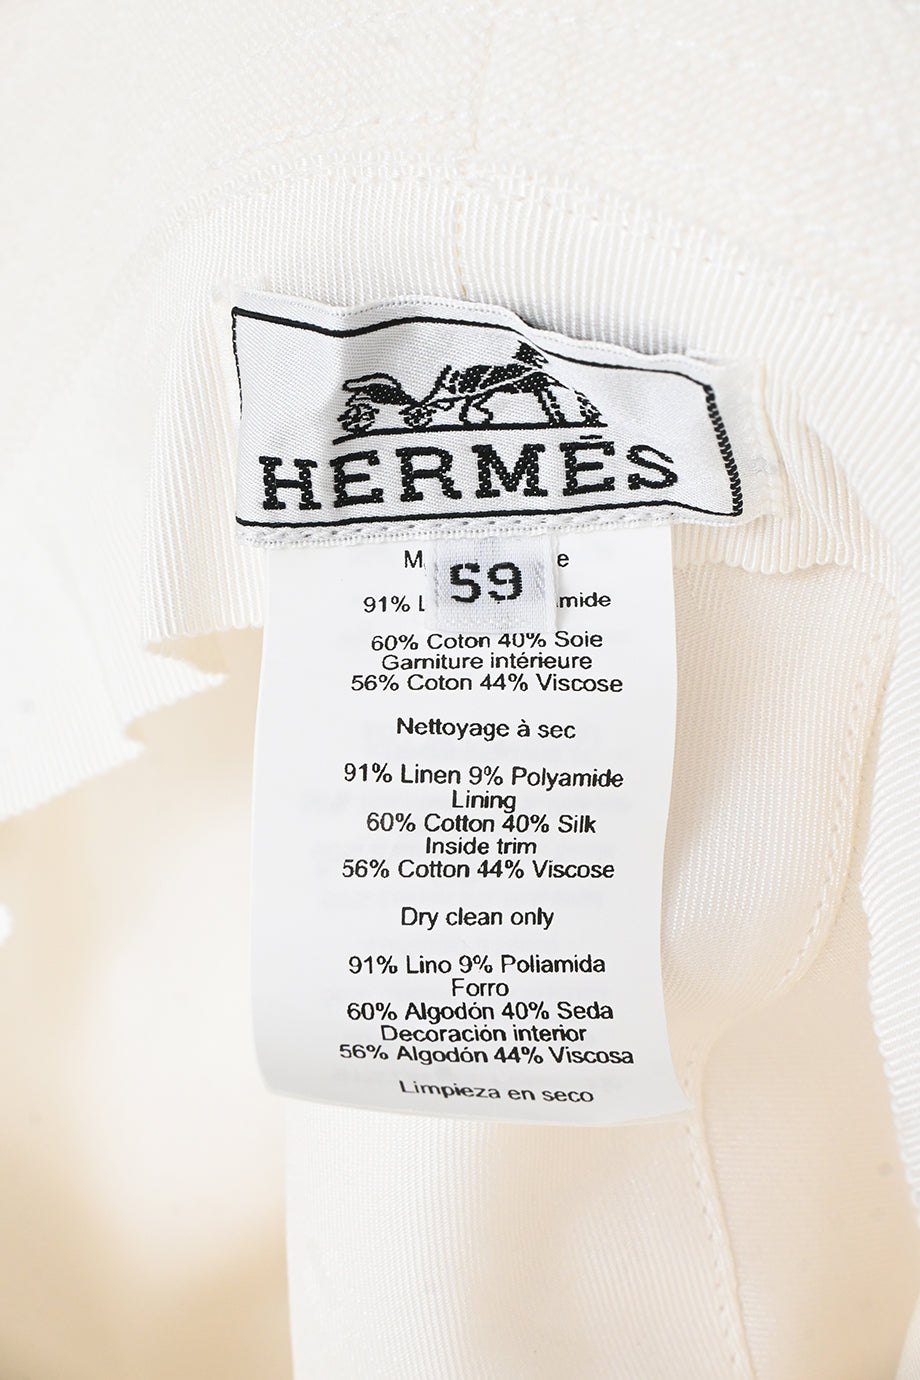 HERMÈS
59
91%
60% Coton 40% Soie
Garniture intérieure
56% Coton 44% Viscose
Nettoyage à sec
91% Linen 9% Polyamide
Lining
60% Cotton 40% Silk
Inside trim
56% Cotton 44% Viscose
Dry clean only
91% Lino 9% Poliamida
Forro
60% Algodón 40% Seda
Decoración interior
56% Algodón 44% Viscosa
Limpieza en seco